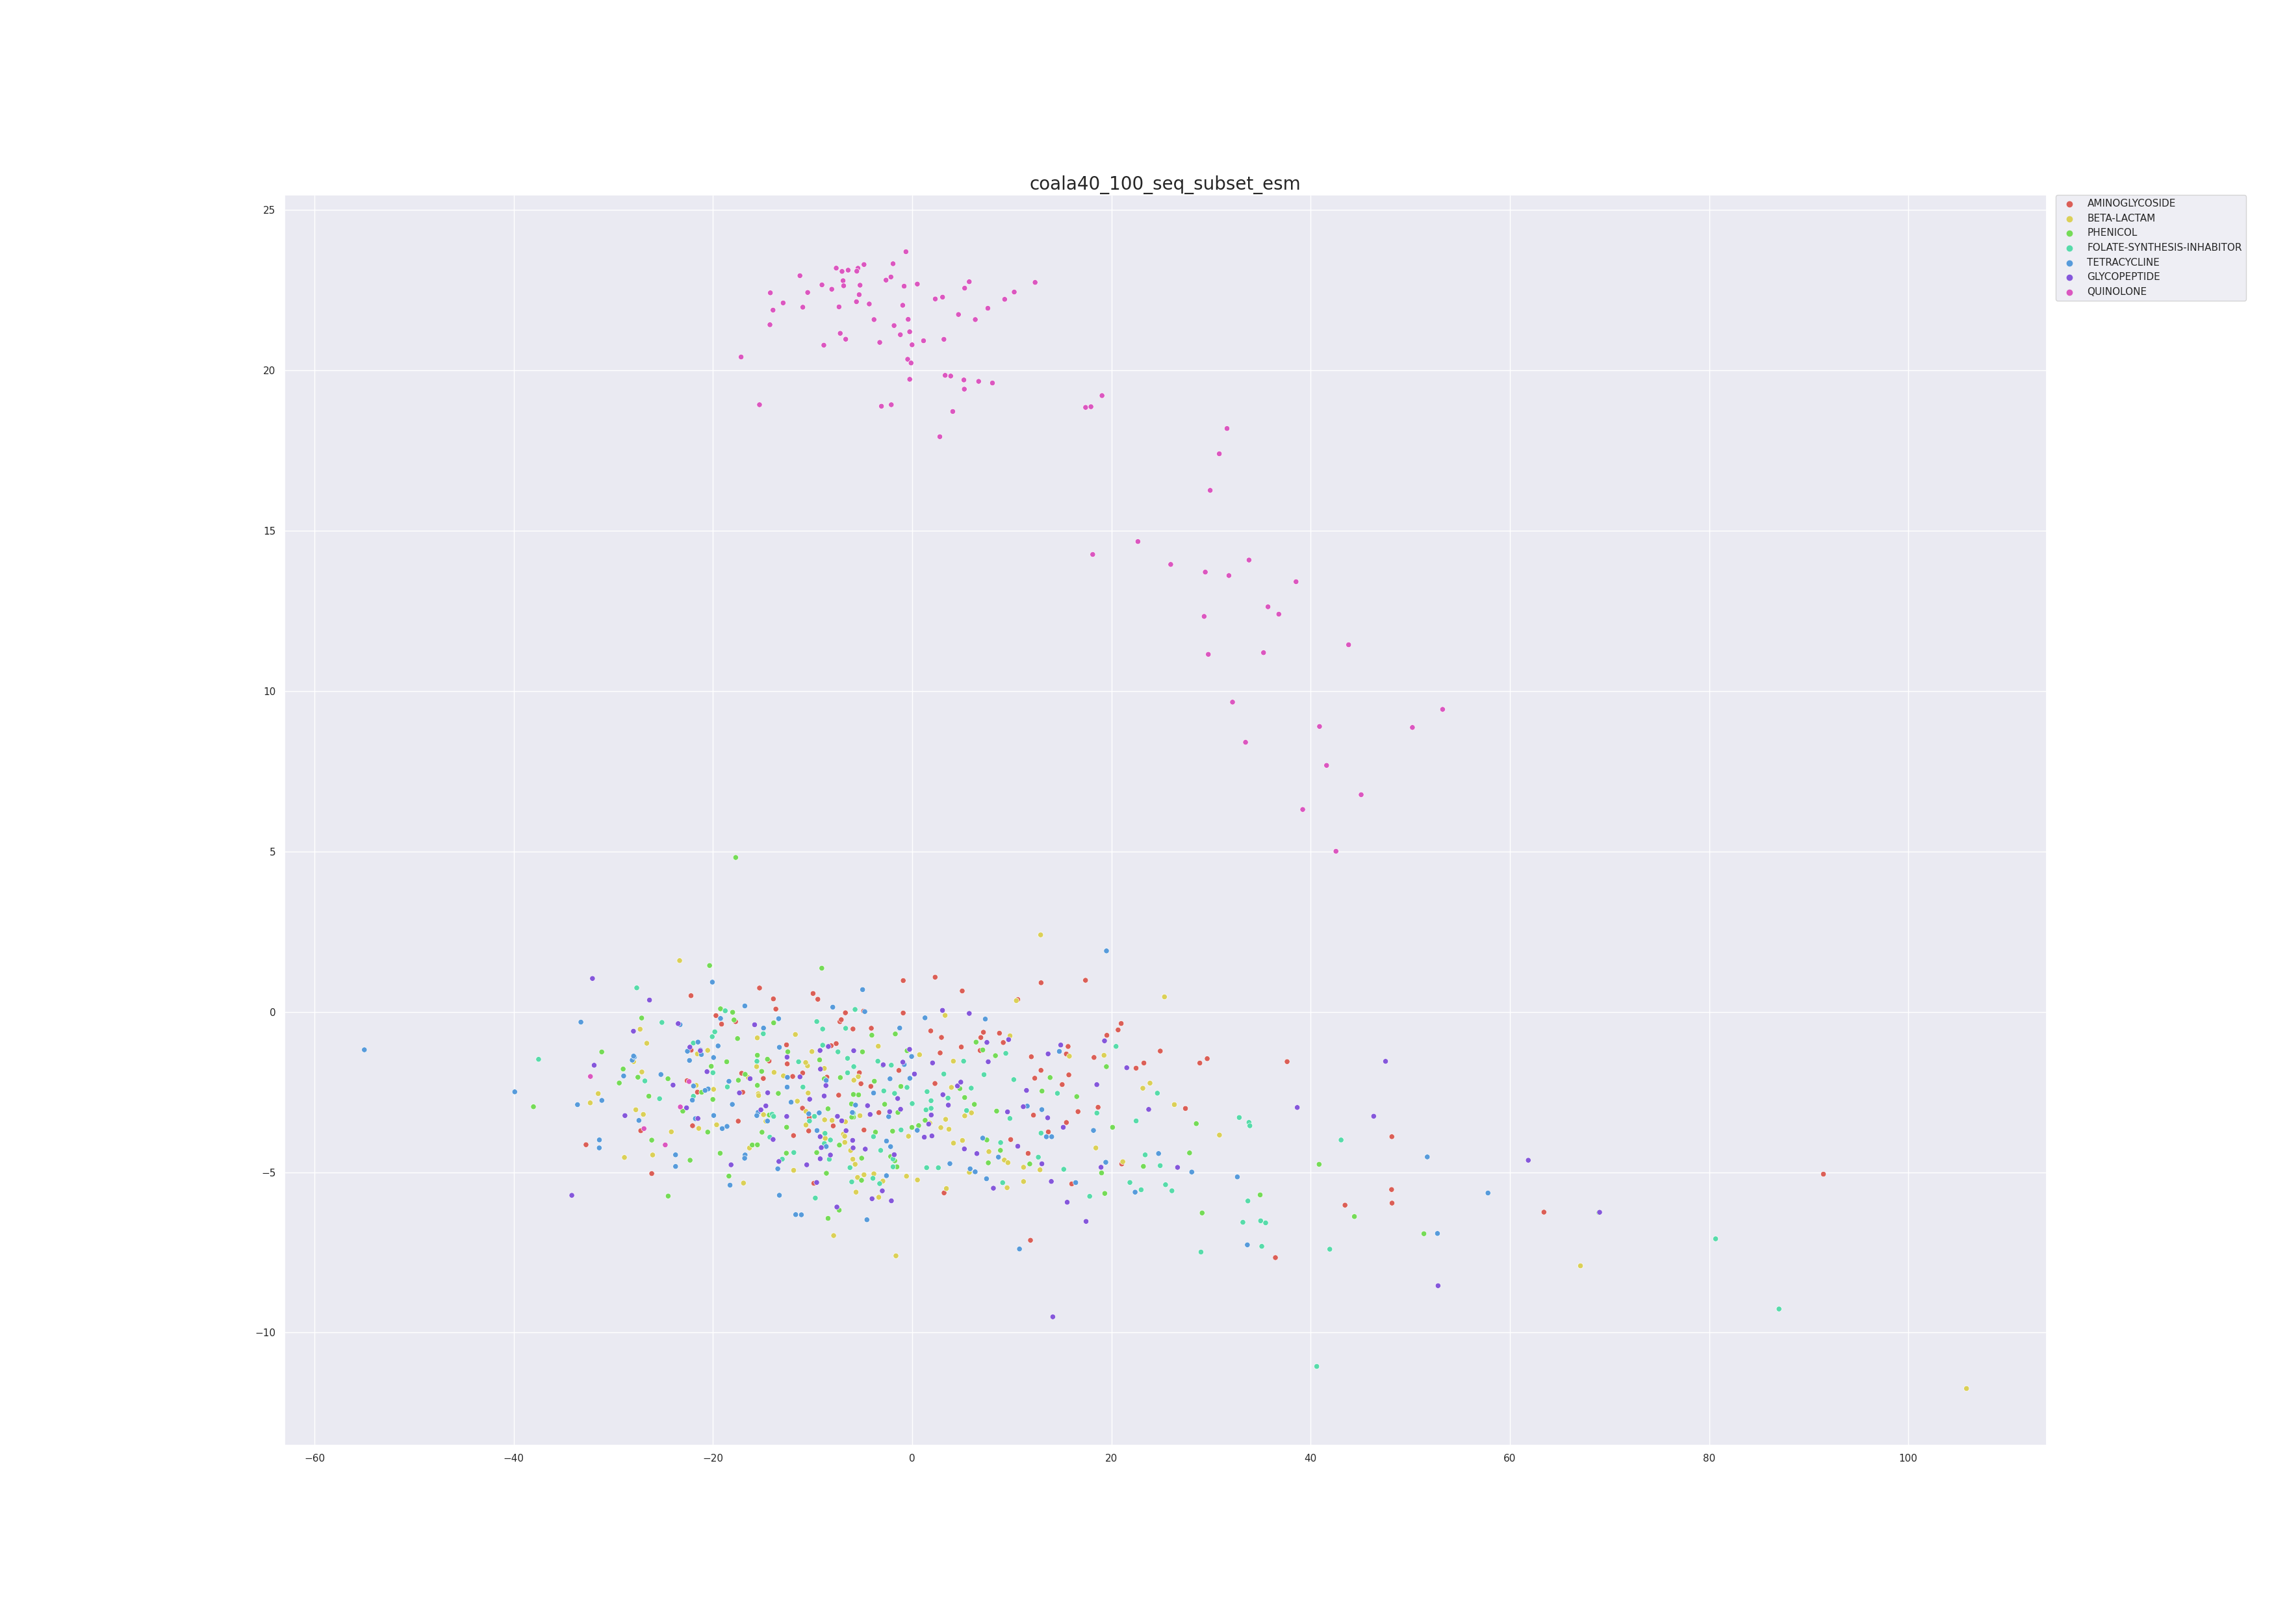 coala40_100_seq_subset_esm
25
20
15
10
5
0
−5
−10
−60
−40
−20
0
20
40
60
80
100
AMINOGLYCOSIDE
BETA-LACTAM
PHENICOL
FOLATE-SYNTHESIS-INHABITOR
TETRACYCLINE
GLYCOPEPTIDE
QUINOLONE